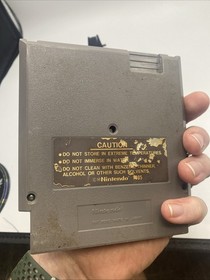 CAUTION
● DO NOT STORE IN EXTREME TEMPERATURES.
● DO NOT IMMERSE IN WATER
DO NOT CLEAN WITH BENZENE, THINNER,
ALCOHOL OR OTHER SUCH SOLVENTS.
Nintendo